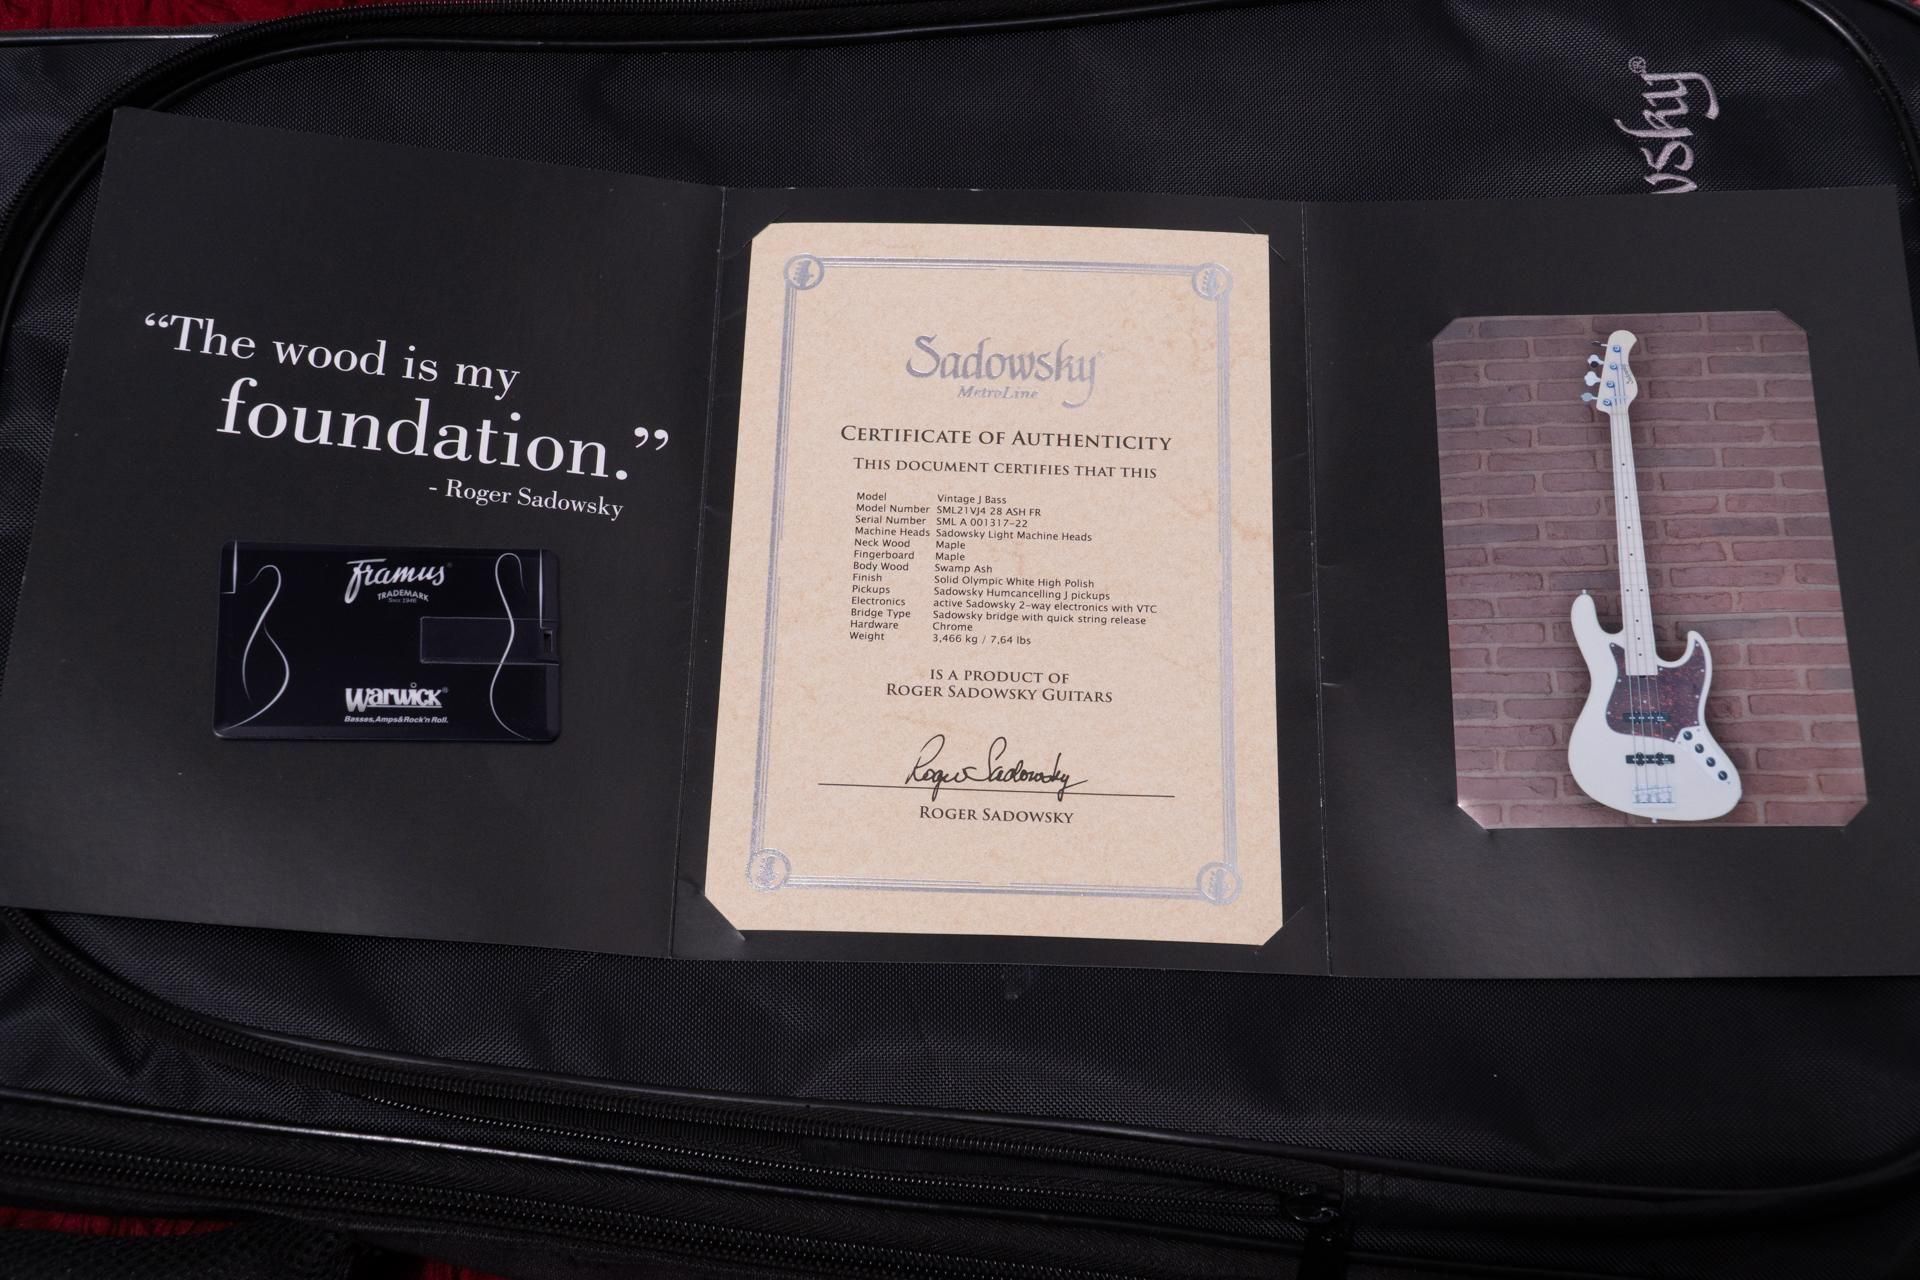 “The wood is my
foundation.”
- Roger Sadowsky
Framus®
TRADEMARK
Since 1946
Warwick®
Basses, Amps & Rock'n Roll.
Sadowsky®
MetroLine
CERTIFICATE OF AUTHENTICITY
THIS DOCUMENT CERTIFIES THAT THIS
Model Vintage J Bass
Model Number SML21VJ4 28 ASH FR
Serial Number SML A 001317-22
Machine Heads Sadowsky Light Machine Heads
Neck Wood Maple
Fingerboard Maple
Body Wood Swamp Ash
Finish Solid Olympic White High Polish
Pickups Sadowsky Humcancelling J pickups
Electronics active Sadowsky 2-way electronics with VTC
Bridge Type Sadowsky bridge with quick string release
Hardware Chrome
Weight 3,466 kg / 7,64 lbs
IS A PRODUCT OF
ROGER SADOWSKY GUITARS
Roger Sadowsky
ROGER SADOWSKY
wsky®